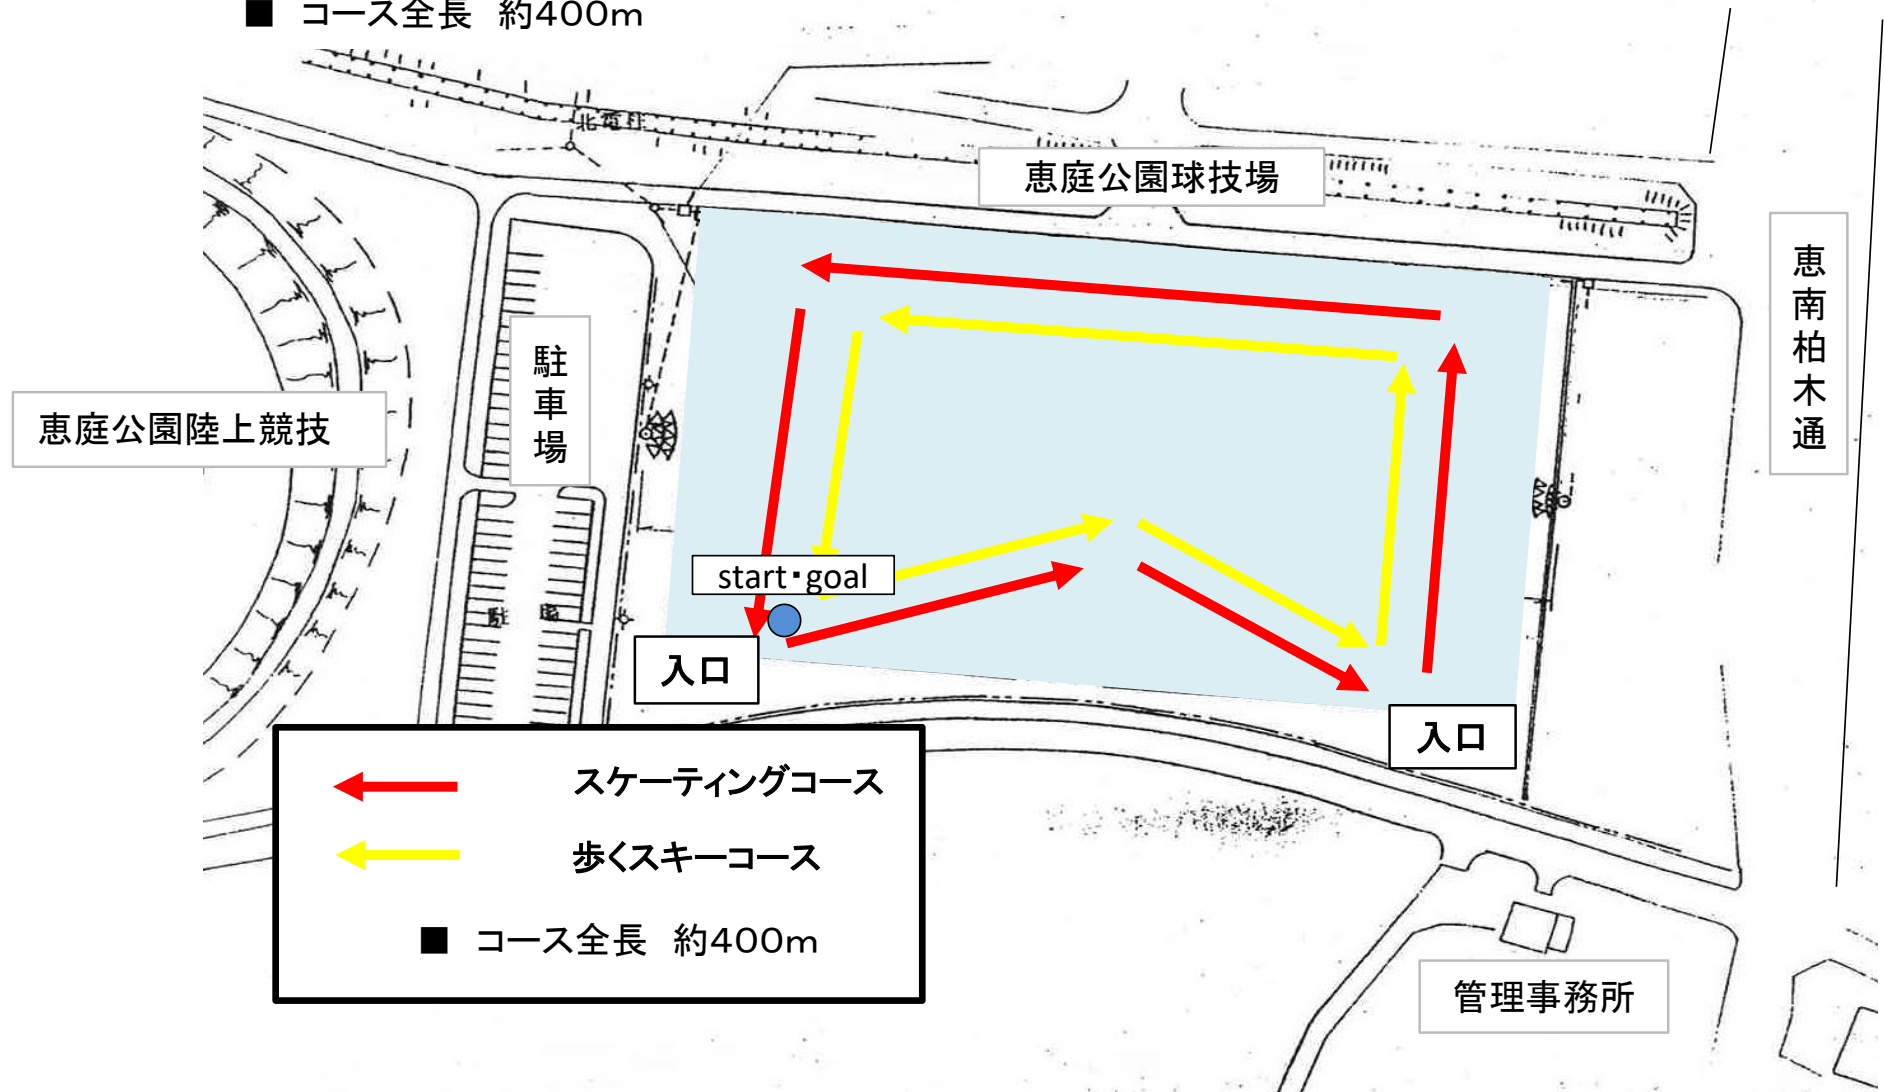 ■ コース全長 約400m
北電柱
恵庭公園球技場
恵南柏木通
駐車場
恵庭公園陸上競技
start・goal
入口
入口
スケーティングコース
歩くスキーコース
■ コース全長 約400m
管理事務所